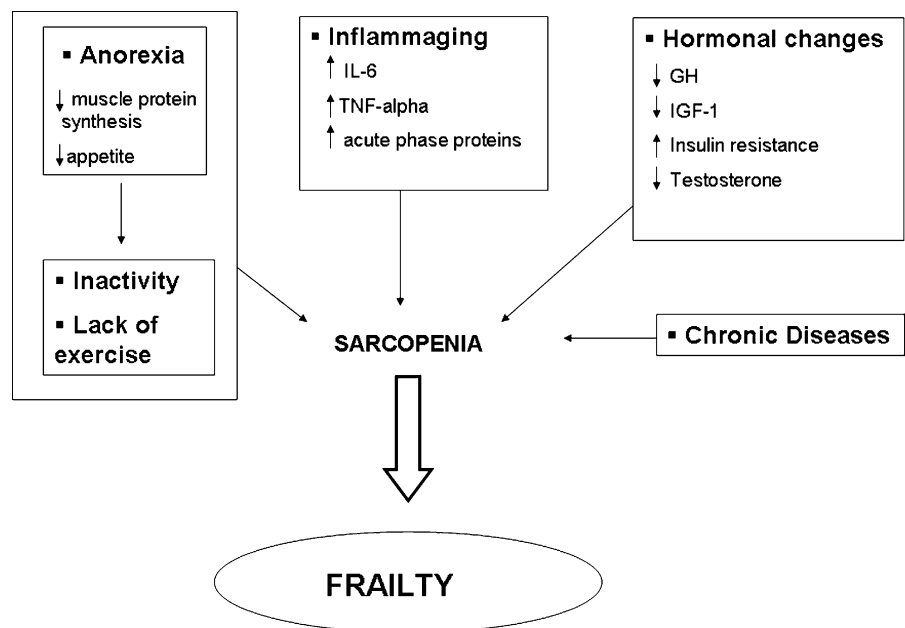 ▪ Anorexia
↓ muscle protein
synthesis
↓ appetite
▪ Inactivity
▪ Lack of
exercise
▪ Inflammaging
↑ IL-6
↑ TNF-alpha
↑ acute phase proteins
▪ Hormonal changes
↓ GH
↓ IGF-1
↑ Insulin resistance
↓ Testosterone
▪ Chronic Diseases
SARCOPENIA
FRAILTY